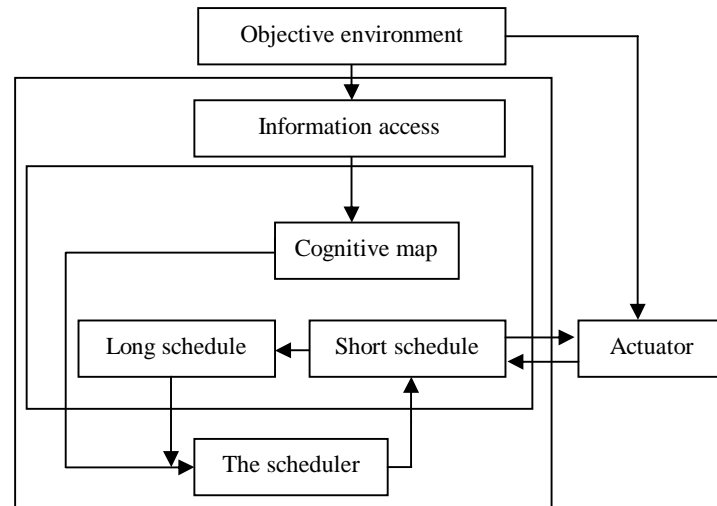 Objective environment
Information access
Cognitive map
Long schedule
Short schedule
Actuator
The scheduler